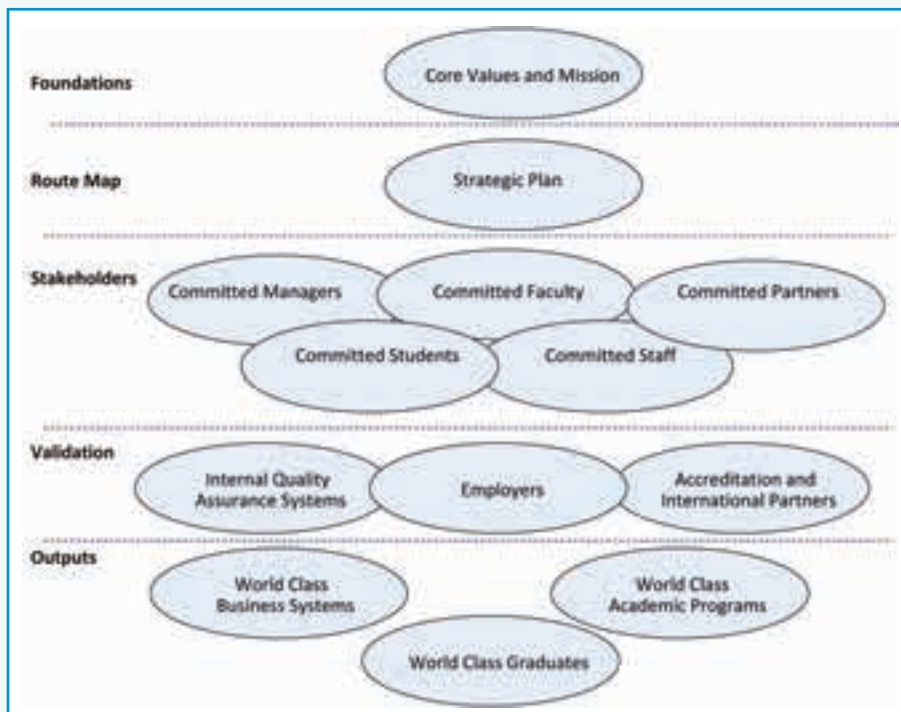 Foundations
Core Values and Mission
Route Map
Strategic Plan
Stakeholders
Committed Managers
Committed Faculty
Committed Partners
Committed Students
Committed Staff
Validation
Internal Quality
Assurance Systems
Employers
Accreditation and
International Partners
Outputs
World Class
Business Systems
World Class
Academic Programs
World Class Graduates